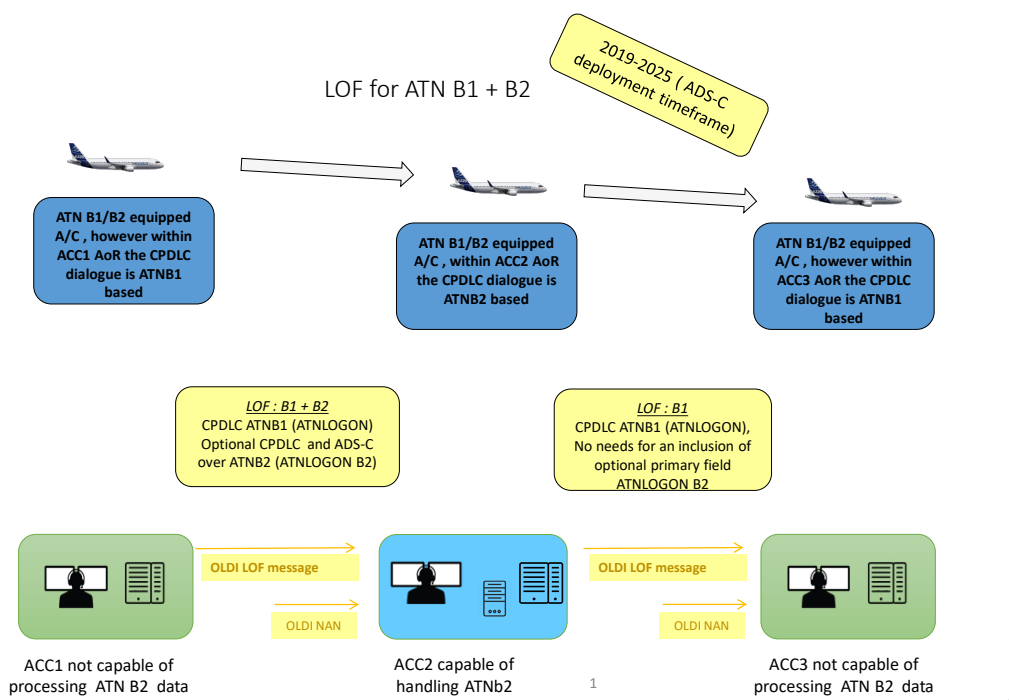 LOF for ATN B1 + B2
2019-2025 ( ADS-C
deployment timeframe)
ATN B1/B2 equipped
A/C , however within
ACC1 AoR the CPDLC
dialogue is ATNB1
based
ATN B1/B2 equipped
A/C , within ACC2 AoR
the CPDLC dialogue is
ATNB2 based
ATN B1/B2 equipped
A/C , however within
ACC3 AoR the CPDLC
dialogue is ATNB1
based
LOF : B1 + B2
CPDLC ATNB1 (ATNLOGON)
Optional CPDLC and ADS-C
over ATNB2 (ATNLOGON B2)
LOF : B1
CPDLC ATNB1 (ATNLOGON),
No needs for an inclusion of
optional primary field
ATNLOGON B2
OLDI LOF message
OLDI NAN
OLDI LOF message
OLDI NAN
ACC1 not capable of
processing ATN B2 data
ACC2 capable of
handling ATNb2
1
ACC3 not capable of
processing ATN B2 data